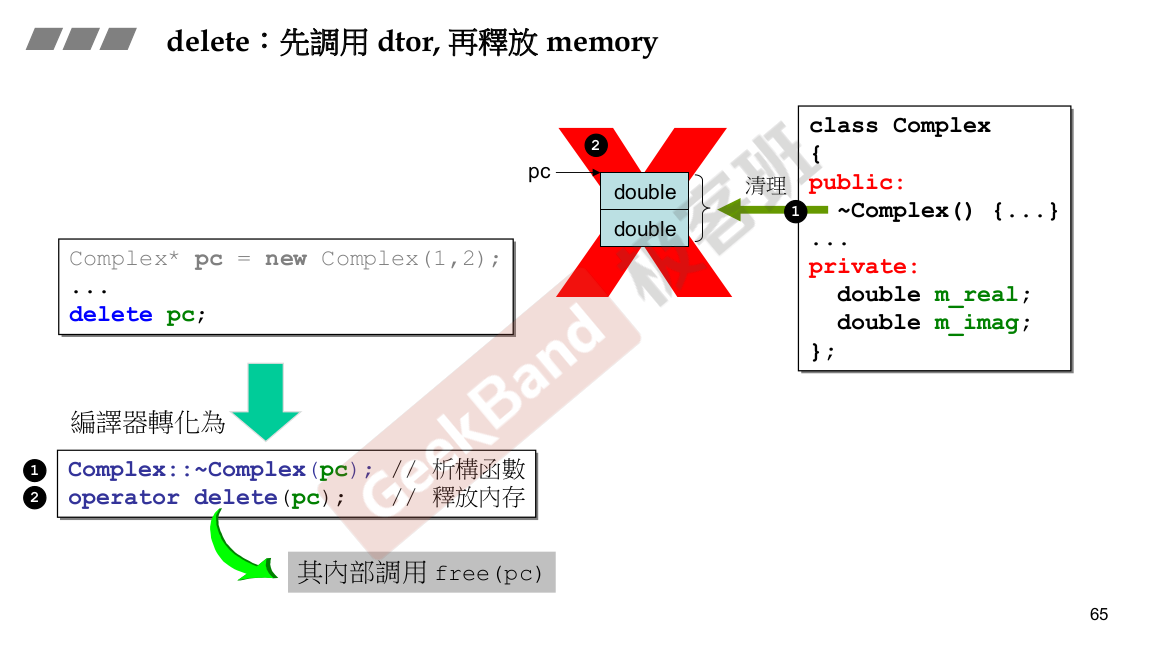 delete：先調用 dtor, 再釋放 memory
class Complex
{
public:
~Complex() {...}
...
private:
double m_real;
double m_imag;
};
2
pc
double
double
清理
1
Complex* pc = new Complex(1,2);
...
delete pc;
編譯器轉化為
1
Complex::~Complex(pc); // 析構函數
2
operator delete(pc); // 釋放內存
其內部調用 free(pc)
GeekBand
极客班
65